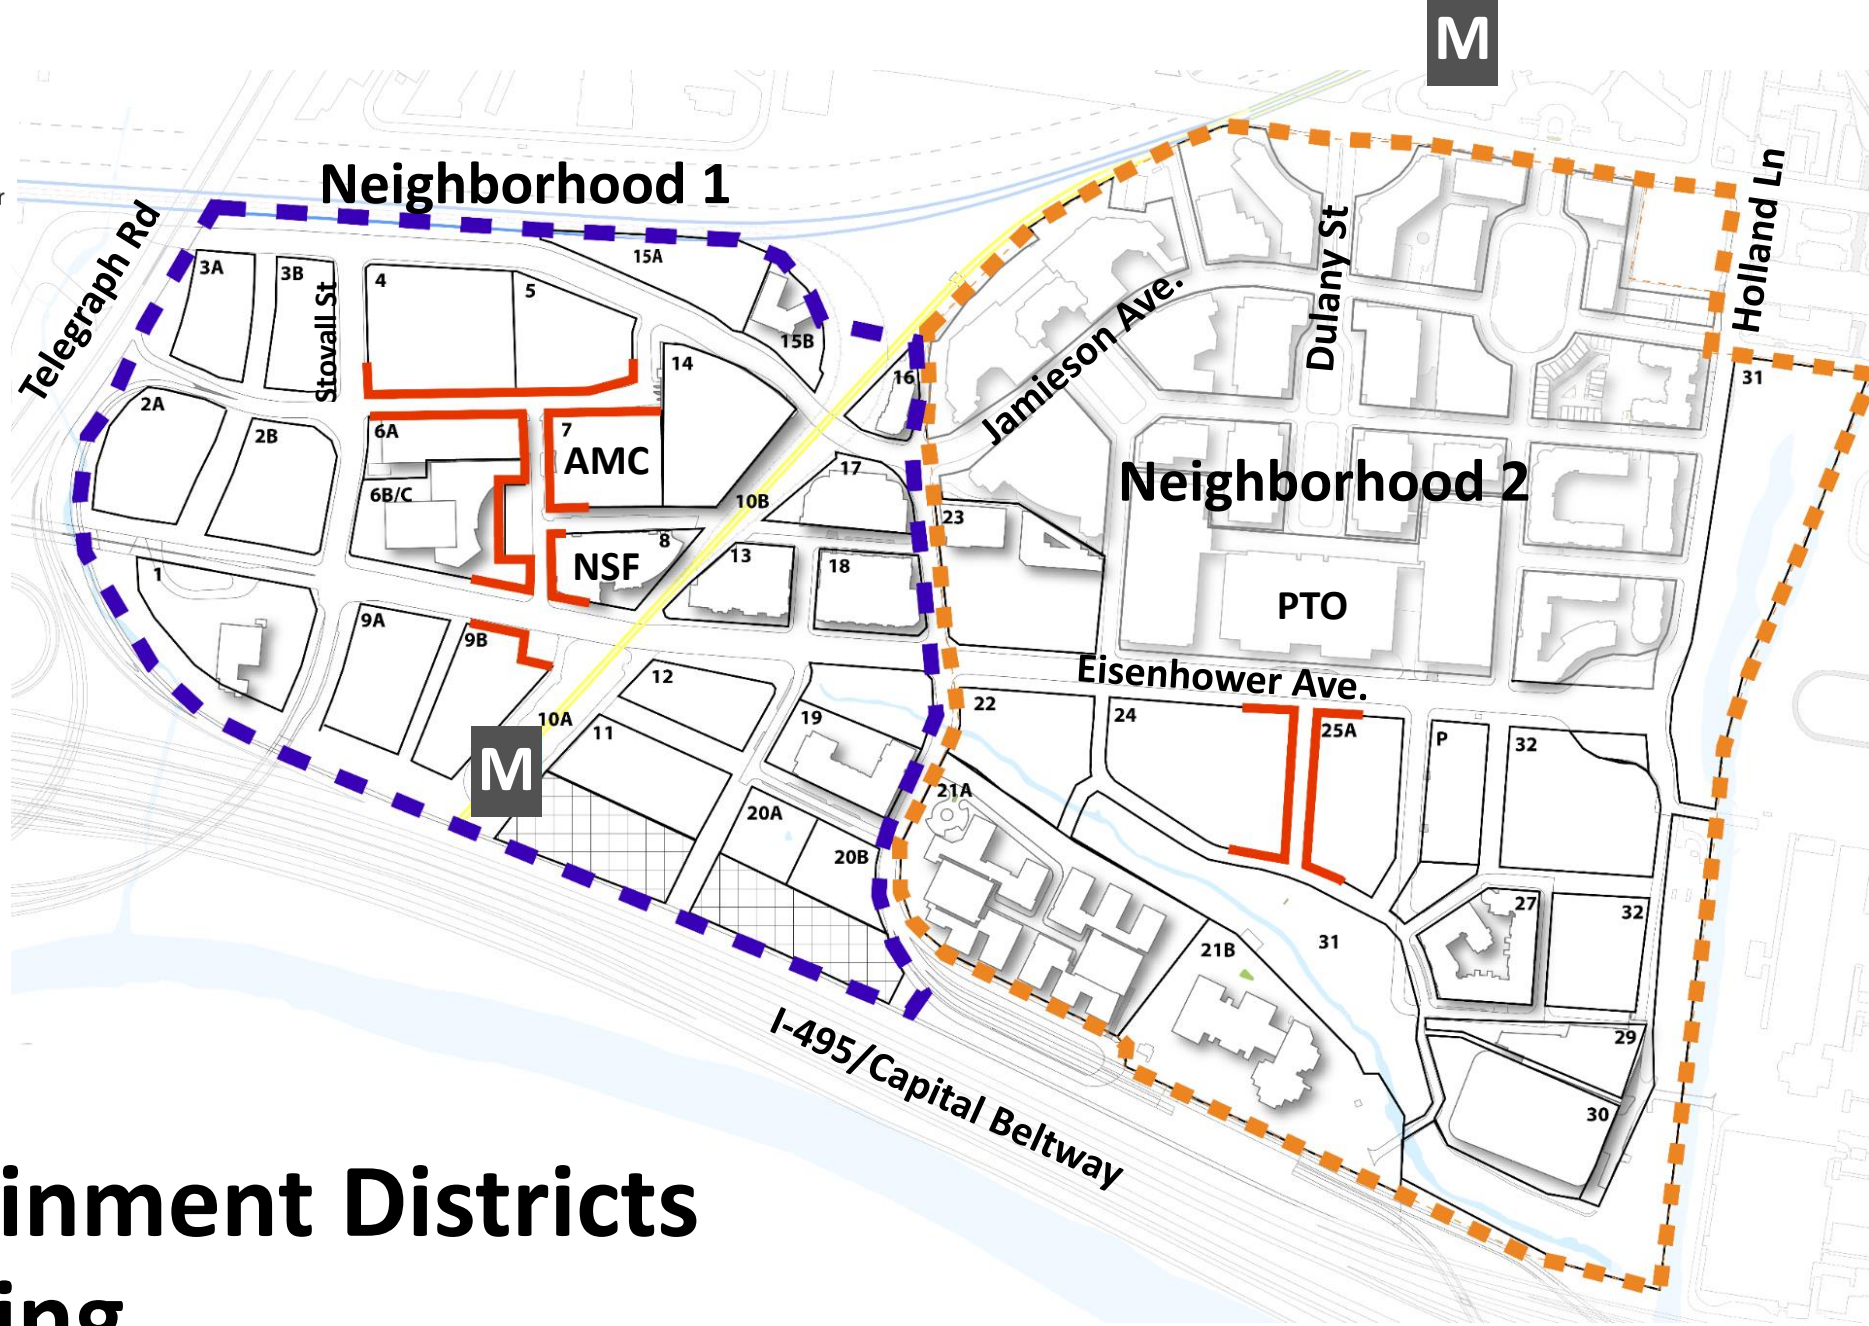 M
Neighborhood 1
Telegraph Rd
Stovall St
Dulany St
Holland Ln
Jamieson Ave.
3A
3B
4
5
15A
15B
14
16
31
2A
2B
6A
6B/C
7
AMC
10B
17
Neighborhood 2
23
8
NSF
13
18
PTO
1
9A
9B
12
Eisenhower Ave.
10A
11
19
22
24
25A
P
32
M
20A
20B
21A
27
32
21B
31
29
30
I-495/Capital Beltway
inment Districts
ing